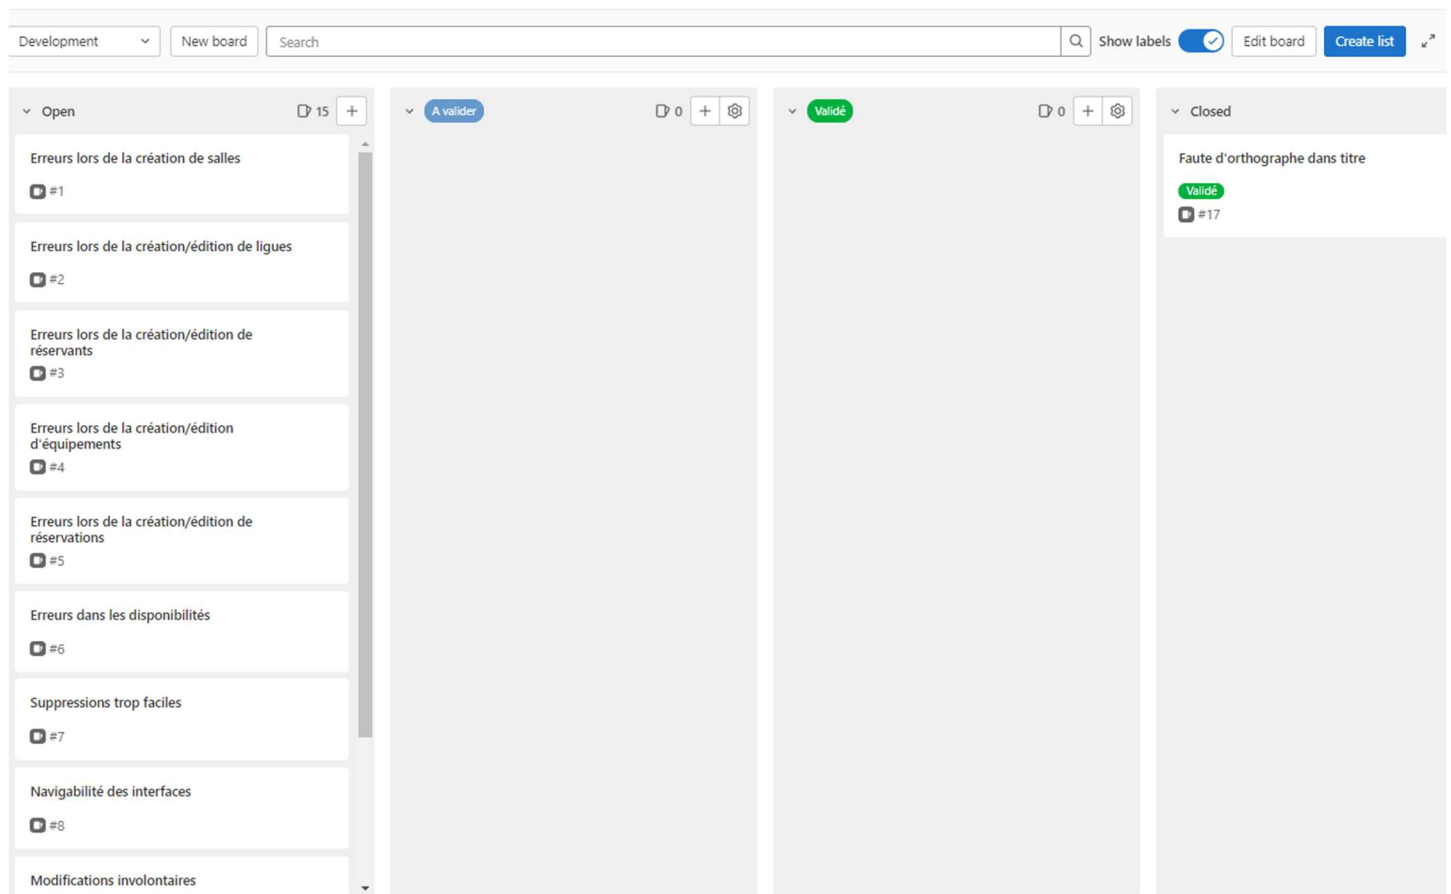 Development
New board
Search
Show labels
Edit board
Create list
Open
15
Erreurs lors de la création de salles
#1
Erreurs lors de la création/édition de ligues
#2
Erreurs lors de la création/édition de
réservants
#3
Erreurs lors de la création/édition
d'équipements
#4
Erreurs lors de la création/édition de
réservations
#5
Erreurs dans les disponibilités
#6
Suppressions trop faciles
#7
Navigabilité des interfaces
#8
Modifications involontaires
A valider
0
Validé
0
Closed
Faute d'orthographe dans titre
Validé
#17